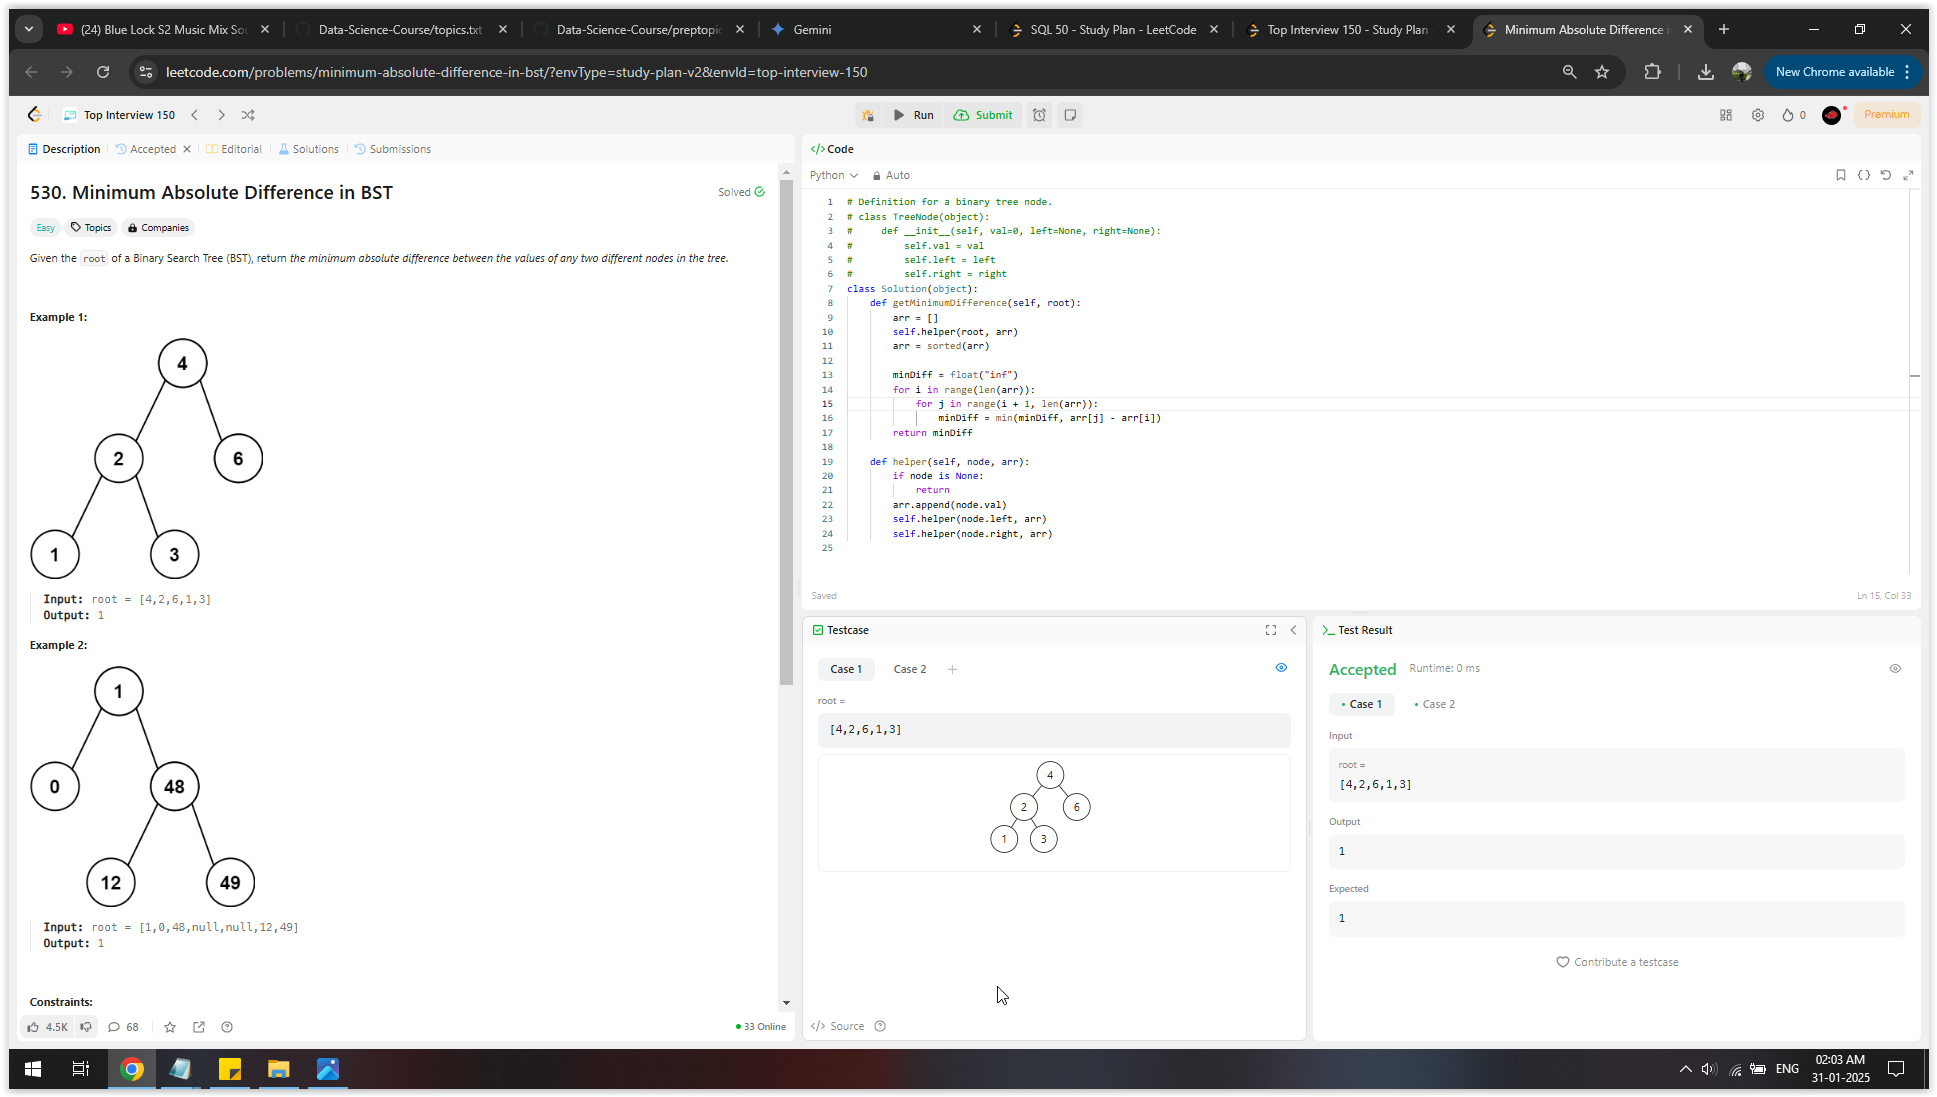 (24) Blue Lock S2 Music Mix So
Data-Science-Course/topics.txt
Data-Science-Course/preptopic
Gemini
SQL 50 - Study Plan - LeetCode
Top Interview 150 - Study Plan
Minimum Absolute Difference i
leetcode.com/problems/minimum-absolute-difference-in-bst/?envType=study-plan-v2&envId=top-interview-150
New Chrome available
Top Interview 150
Run
Submit
0
Premium
Description
Accepted
Editorial
Solutions
Submissions
530. Minimum Absolute Difference in BST
Solved
Easy
Topics
Companies
Given the root of a Binary Search Tree (BST), return the minimum absolute difference between the values of any two different nodes in the tree.
Example 1:
4
2
6
1
3
Input: root = [4,2,6,1,3]
Output: 1
Example 2:
1
0
48
12
49
Input: root = [1,0,48,null,null,12,49]
Output: 1
Constraints:
4.5K
68
33 Online
</> Code
Python
Auto
1 # Definition for a binary tree node.
2 # class TreeNode(object):
3 #     def __init__(self, val=0, left=None, right=None):
4 #         self.val = val
5 #         self.left = left
6 #         self.right = right
7 class Solution(object):
8     def getMinimumDifference(self, root):
9         arr = []
10         self.helper(root, arr)
11         arr = sorted(arr)
12
13         minDiff = float("inf")
14         for i in range(len(arr)):
15             for j in range(i + 1, len(arr)):
16                 minDiff = min(minDiff, arr[j] - arr[i])
17         return minDiff
18
19     def helper(self, node, arr):
20         if node is None:
21             return
22         arr.append(node.val)
23         self.helper(node.left, arr)
24         self.helper(node.right, arr)
25
Saved
Ln 15, Col 33
Testcase
Case 1
Case 2
root =
[4,2,6,1,3]
4
2
6
1
3
</> Source
Test Result
Accepted
Runtime: 0 ms
Case 1
Case 2
Input
root =
[4,2,6,1,3]
Output
1
Expected
1
Contribute a testcase
ENG
02:03 AM
31-01-2025